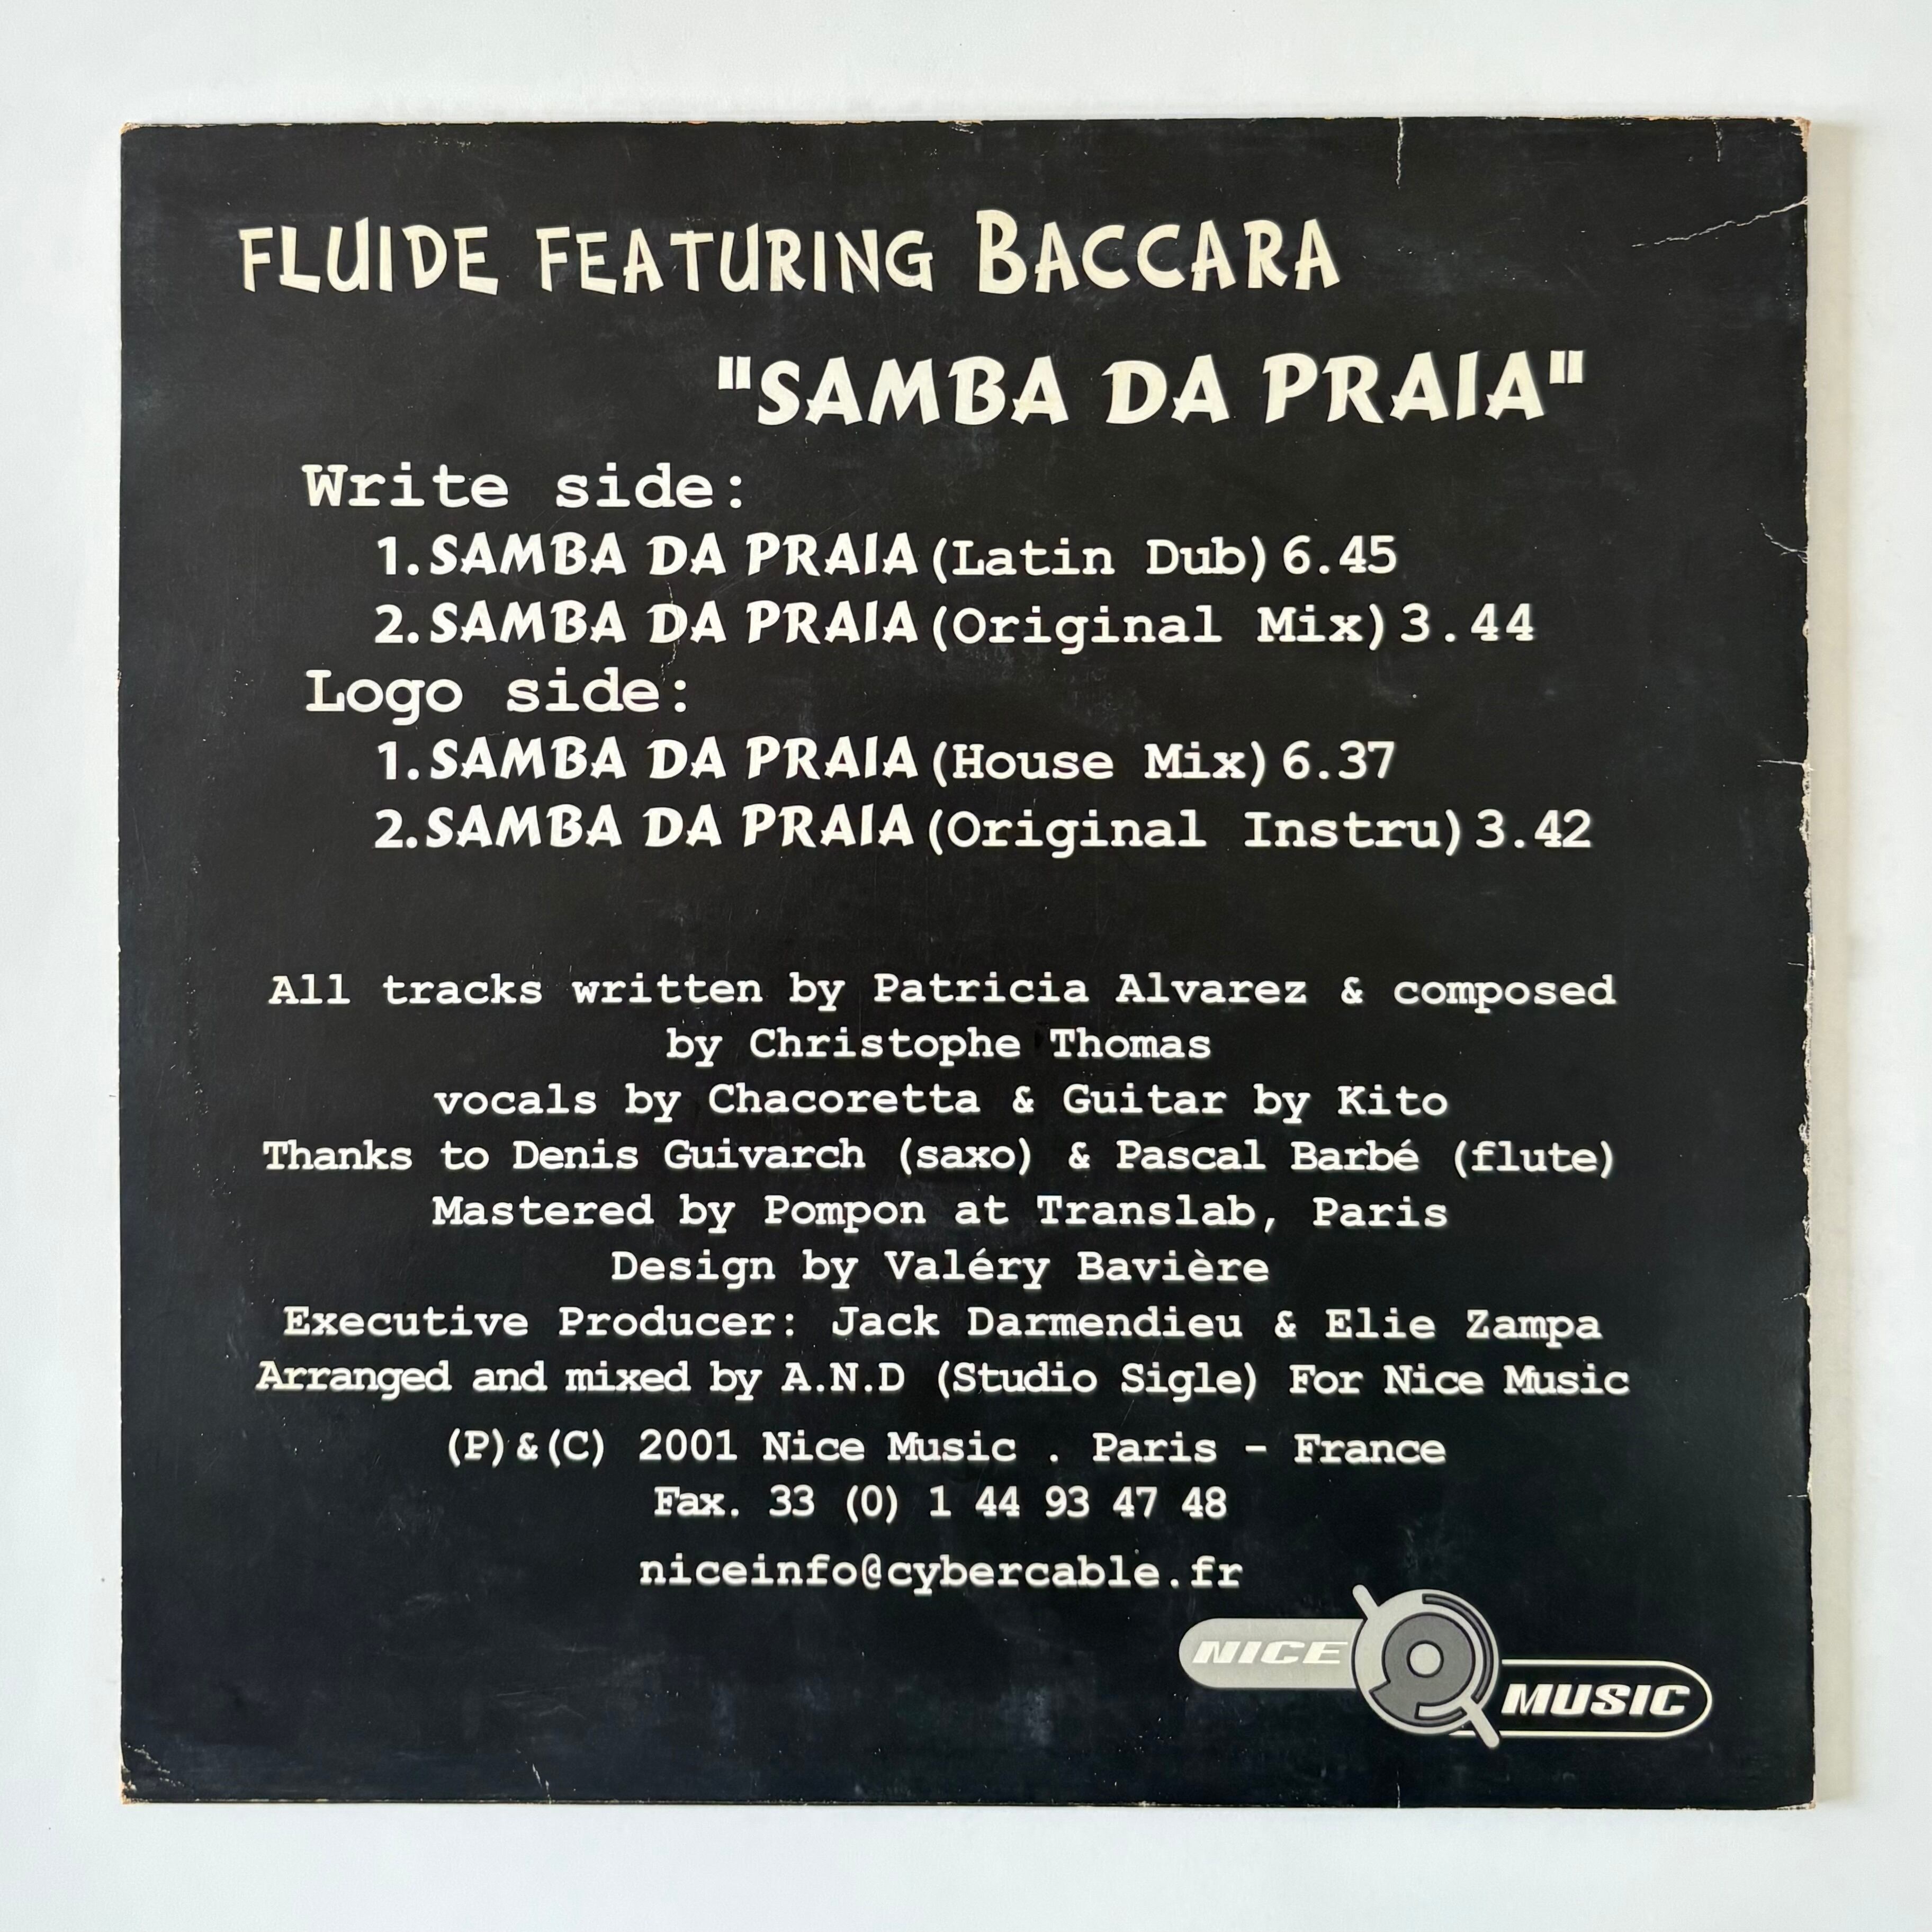 FLUIDE FEATURING BACCARA
"SAMBA DA PRAIA"
Write side:
1.SAMBA DA PRAIA(Latin Dub)6.45
2.SAMBA DA PRAIA(Original Mix)3.44
Logo side:
1.SAMBA DA PRAIA(House Mix)6.37
2.SAMBA DA PRAIA(Original Instru)3.42
All tracks written by Patricia Alvarez & composed
by Christophe Thomas
vocals by Chacoretta & Guitar by Kito
Thanks to Denis Guivarch (saxo) & Pascal Barbé (flute)
Mastered by Pompon at Translab, Paris
Design by Valéry Bavière
Executive Producer: Jack Darmendieu & Elie Zampa
Arranged and mixed by A.N.D (Studio Sigle) For Nice Music
(P)&(C) 2001 Nice Music . Paris - France
Fax. 33 (0) 1 44 93 47 48
niceinfo@cybercable.fr
NICE
MUSIC